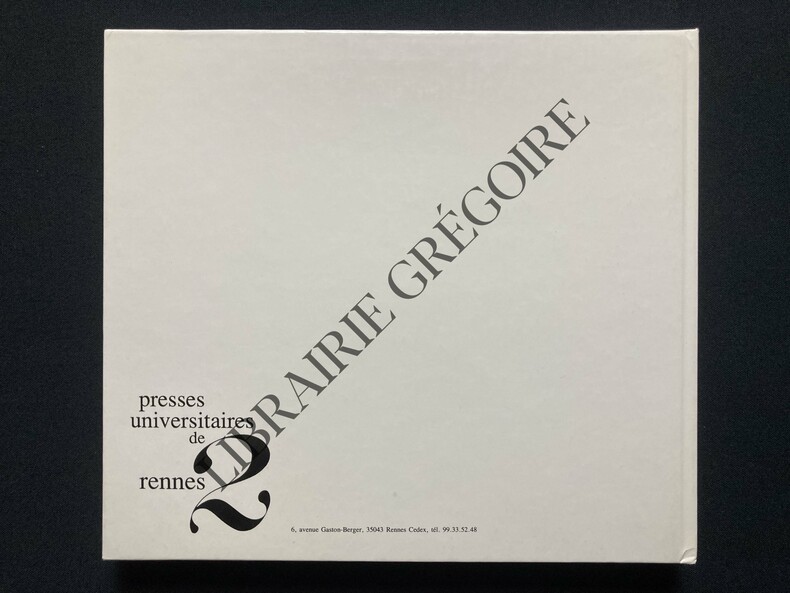 LIBRAIRIE GRÉGOIRE
presses
universitaires
de
rennes 2
6, avenue Gaston-Berger, 35043 Rennes Cedex, tél. 99.33.52.48